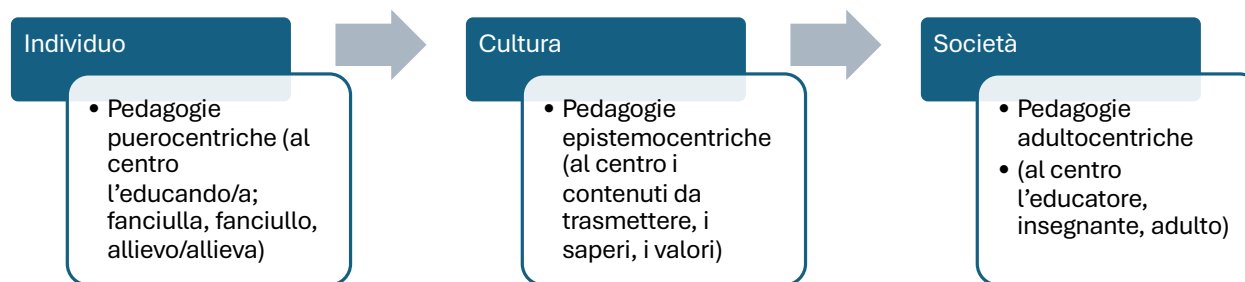 Individuo
• Pedagogie
puerocentriche (al
centro
l'educando/a;
fanciulla, fanciullo,
allievo/allieva)
Cultura
• Pedagogie
epistemocentriche
(al centro i
contenuti da
trasmettere, i
saperi, i valori)
Società
• Pedagogie
adultocentriche
• (al centro
l'educatore,
insegnante, adulto)